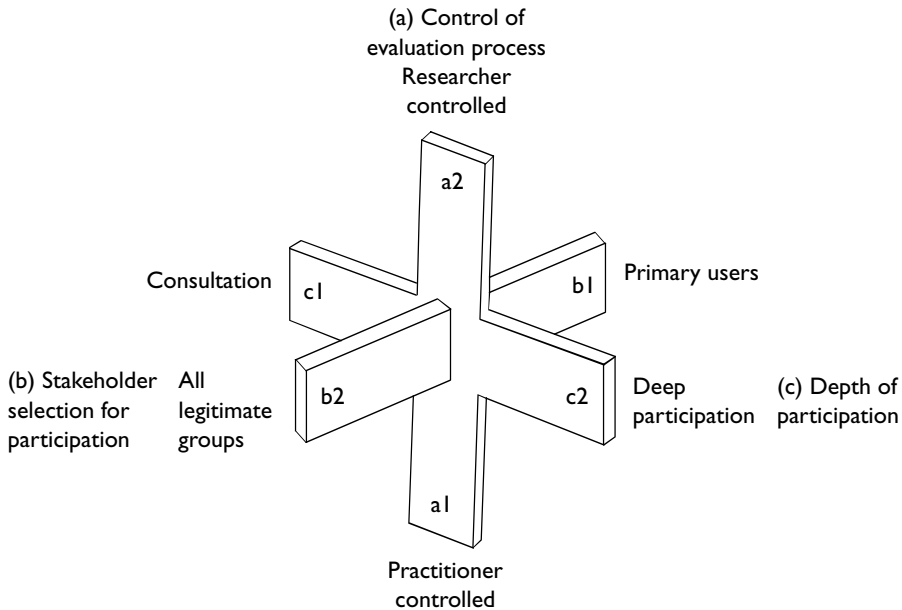 (a) Control of
evaluation process
Researcher
controlled
a2
Consultation
c1
b1
Primary users
(b) Stakeholder
selection for
participation
All
legitimate
groups
b2
c2
Deep
participation
(c) Depth of
participation
a1
Practitioner
controlled